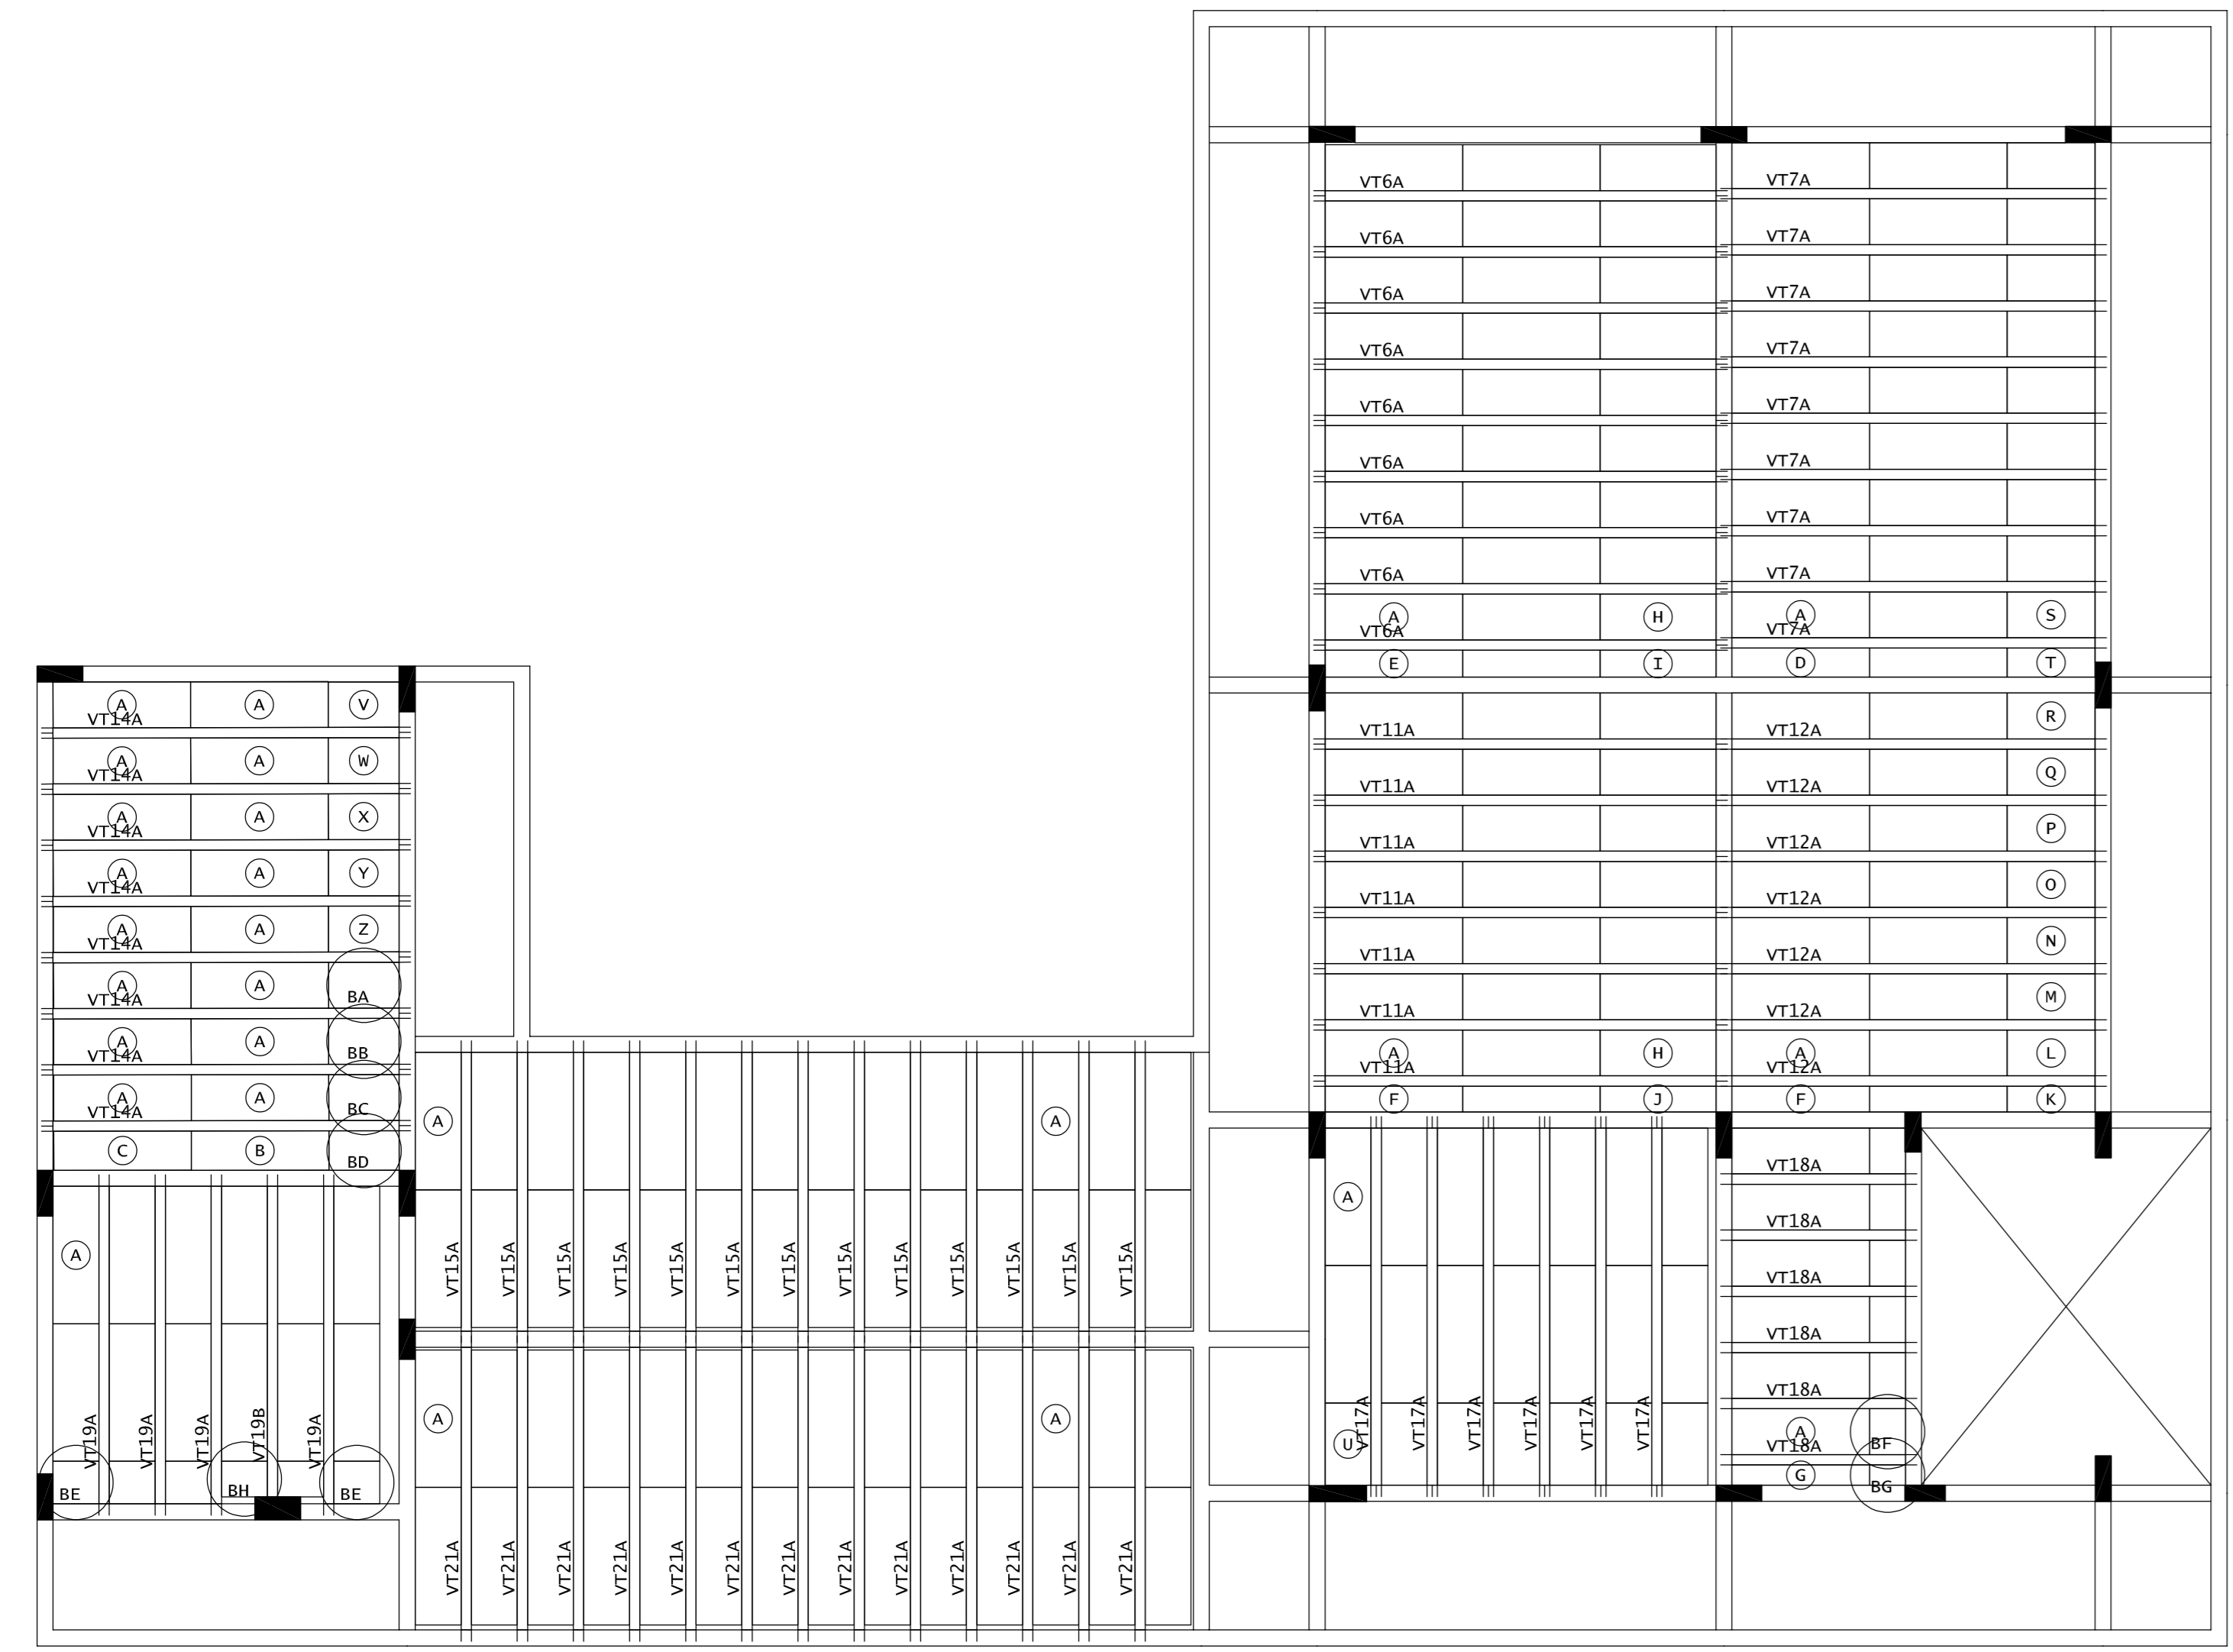 VT6A VT7A
VT6A VT7A
VT6A VT7A
VT6A VT7A
VT6A VT7A
VT6A VT7A
VT6A VT7A
VT6A VT7A
A H A S
VT6A VT7A
E I D T
A A V R
VT14A VT11A VT12A
A A W Q
VT14A VT11A VT12A
A A X P
VT14A VT11A VT12A
A A Y O
VT14A VT11A VT12A
A A Z N
VT14A VT11A VT12A
A A BA M
VT14A VT11A VT12A
A A BB A H A L
VT14A VT11A VT12A
A A BC F J F K
VT14A
A A
C B BD
VT18A
A
A
VT18A
VT15A VT15A VT15A VT15A VT15A VT15A VT15A VT15A VT15A VT15A VT15A VT15A VT15A
VT18A
VT18A
VT18A
A A
VT19A VT19A VT19A VT19B VT19A
VT17A VT17A VT17A VT17A VT17A VT17A
U
A BF
VT18A
G BG
BE BH BE
VT21A VT21A VT21A VT21A VT21A VT21A VT21A VT21A VT21A VT21A VT21A VT21A VT21A